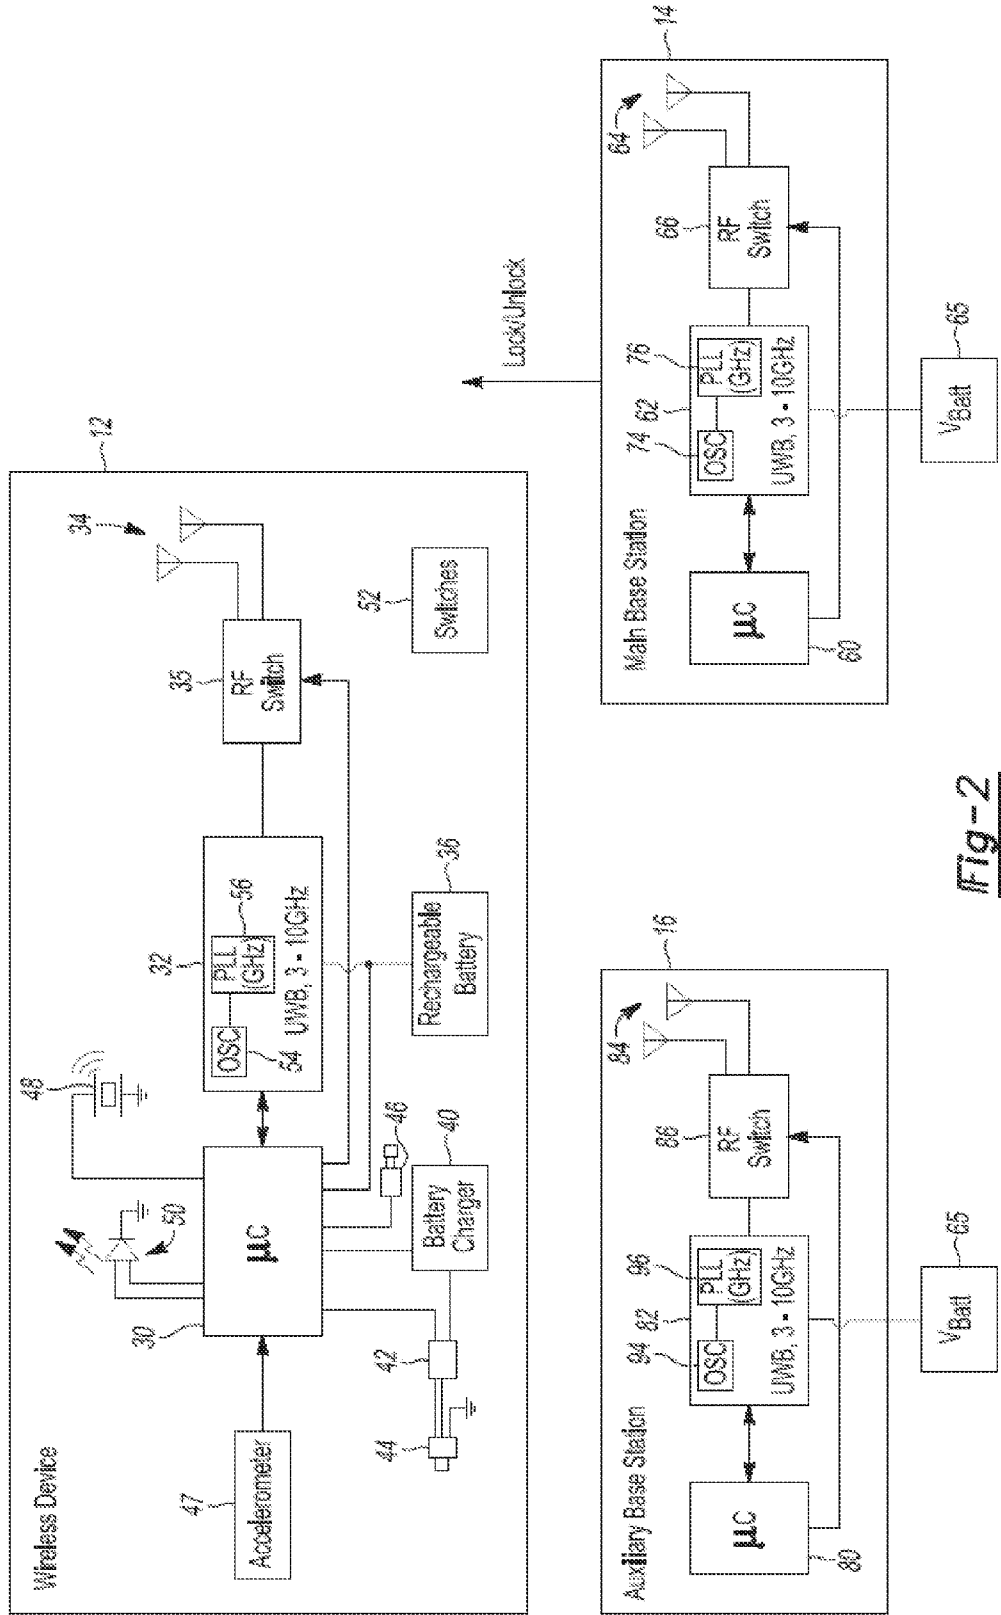 Wireless Device
12
47
Accelerometer
30
µC
50
48
32
OSC
54
PLL
(GHz)
56
UWB, 3 - 10GHz
35
RF
Switch
34
44
42
Battery
Charger
40
46
Rechargeable
Battery
36
52
Switches
Auxiliary Base Station
16
µC
80
94
82
96
OSC
PLL
(GHz)
UWB, 3 - 10GHz
86
RF
Switch
84
VBatt
65
Main Base Station
14
Lock/Unlock
µC
60
74
62
76
OSC
PLL
(GHz)
UWB, 3 - 10GHz
66
RF
Switch
64
VBatt
65
Fig-2